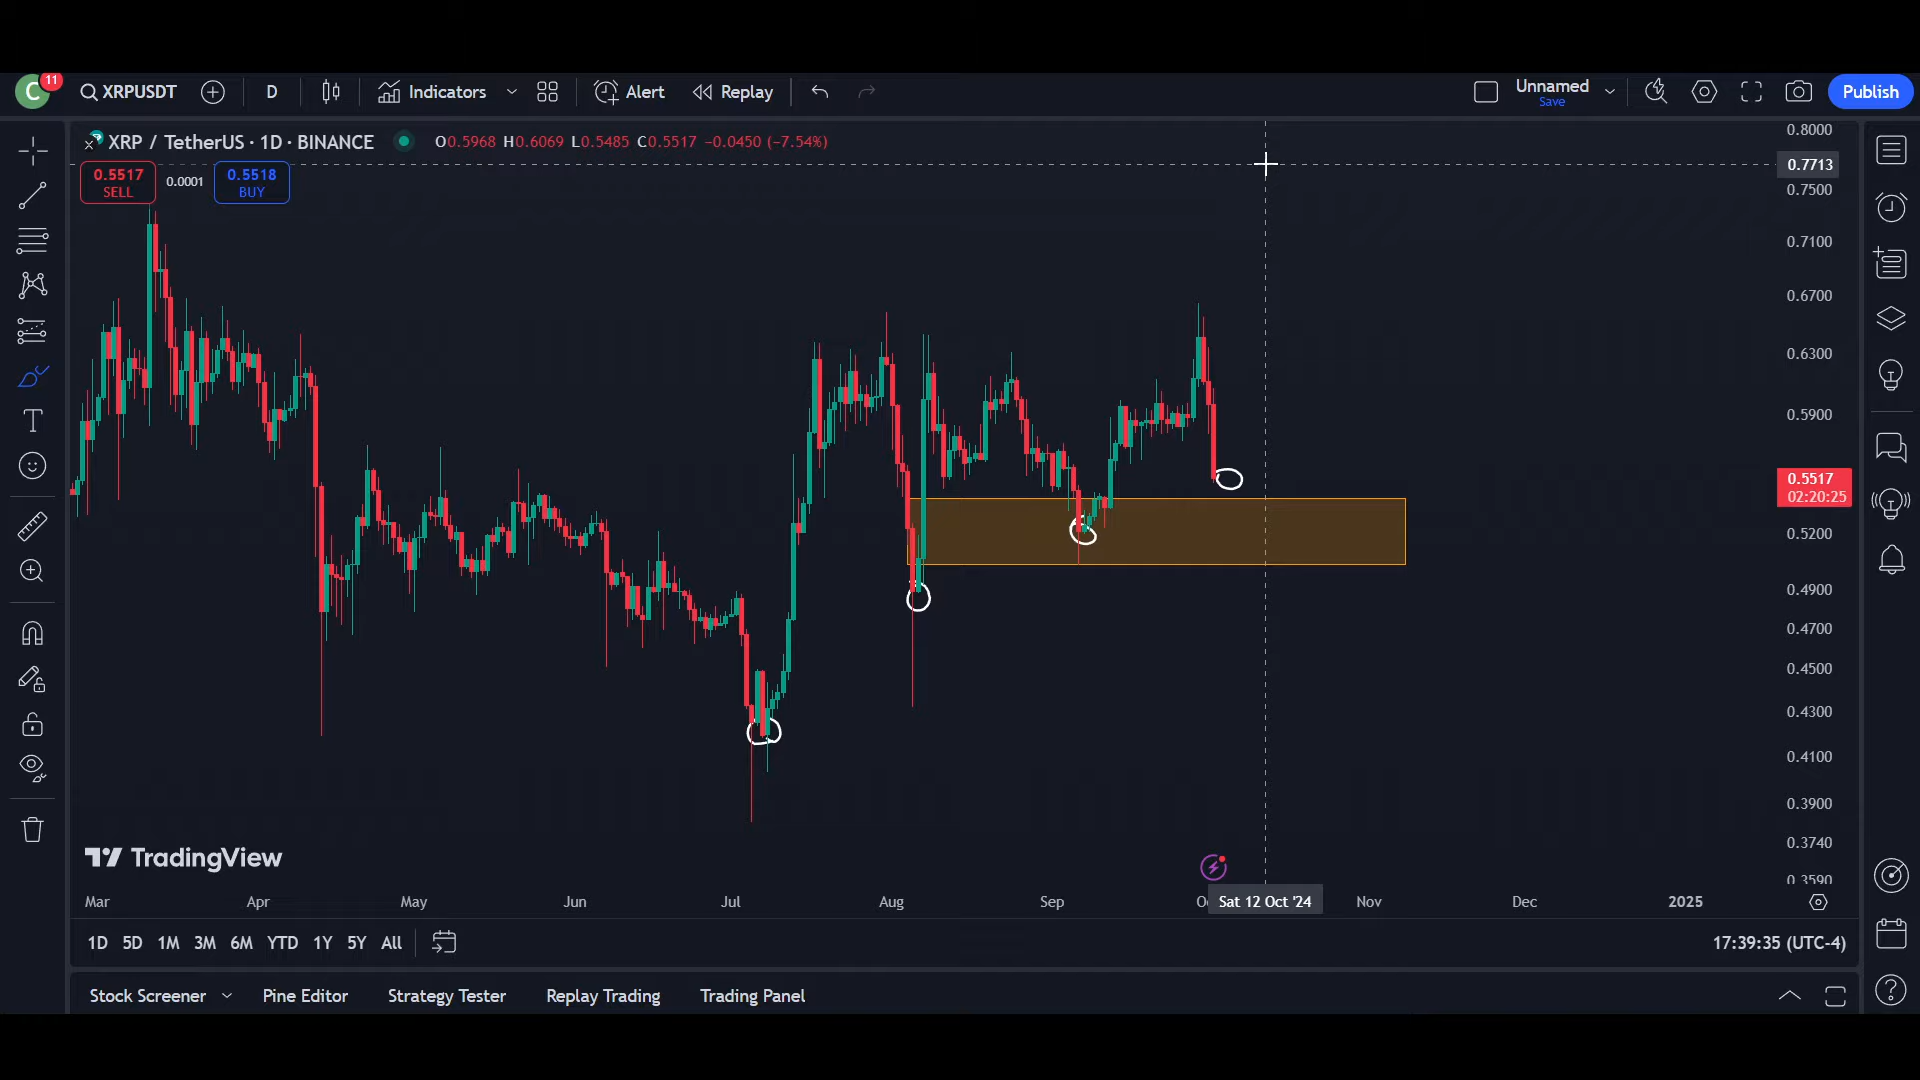 C 11 XRPUSDT D Indicators Alert Replay Unnamed Save Publish
XRP / TetherUS · 1D · BINANCE O0.5968 H0.6069 L0.5485 C0.5517 −0.0450 (−7.54%)
0.5517 SELL 0.0001 0.5518 BUY
0.8000
0.7713
0.7500
0.7100
0.6700
0.6300
0.5900
0.5517
02:20:25
0.5200
0.4900
0.4700
0.4500
0.4300
0.4100
0.3900
0.3740
0.3590
TradingView
Mar Apr May Jun Jul Aug Sep Sat 12 Oct '24 Nov Dec 2025
1D 5D 1M 3M 6M YTD 1Y 5Y All 17:39:35 (UTC-4)
Stock Screener Pine Editor Strategy Tester Replay Trading Trading Panel